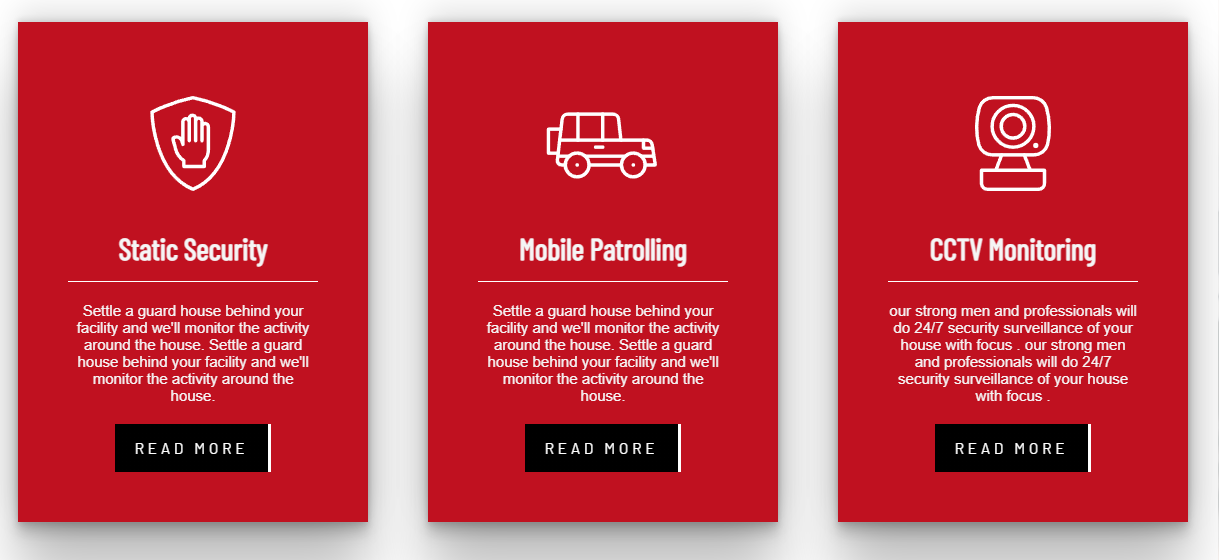 Static Security
Settle a guard house behind your
facility and we'll monitor the activity
around the house. Settle a guard
house behind your facility and we'll
monitor the activity around the
house.
READ MORE
Mobile Patrolling
Settle a guard house behind your
facility and we'll monitor the activity
around the house. Settle a guard
house behind your facility and we'll
monitor the activity around the
house.
READ MORE
CCTV Monitoring
our strong men and professionals will
do 24/7 security surveillance of your
house with focus . our strong men
and professionals will do 24/7
security surveillance of your house
with focus .
READ MORE